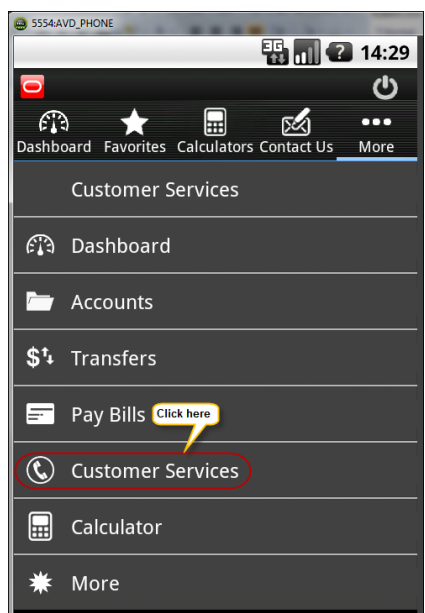 5554:AVD_PHONE
3G 14:29
Dashboard Favorites Calculators Contact Us More
Customer Services
Dashboard
Accounts
Transfers
Pay Bills
Click here
Customer Services
Calculator
More